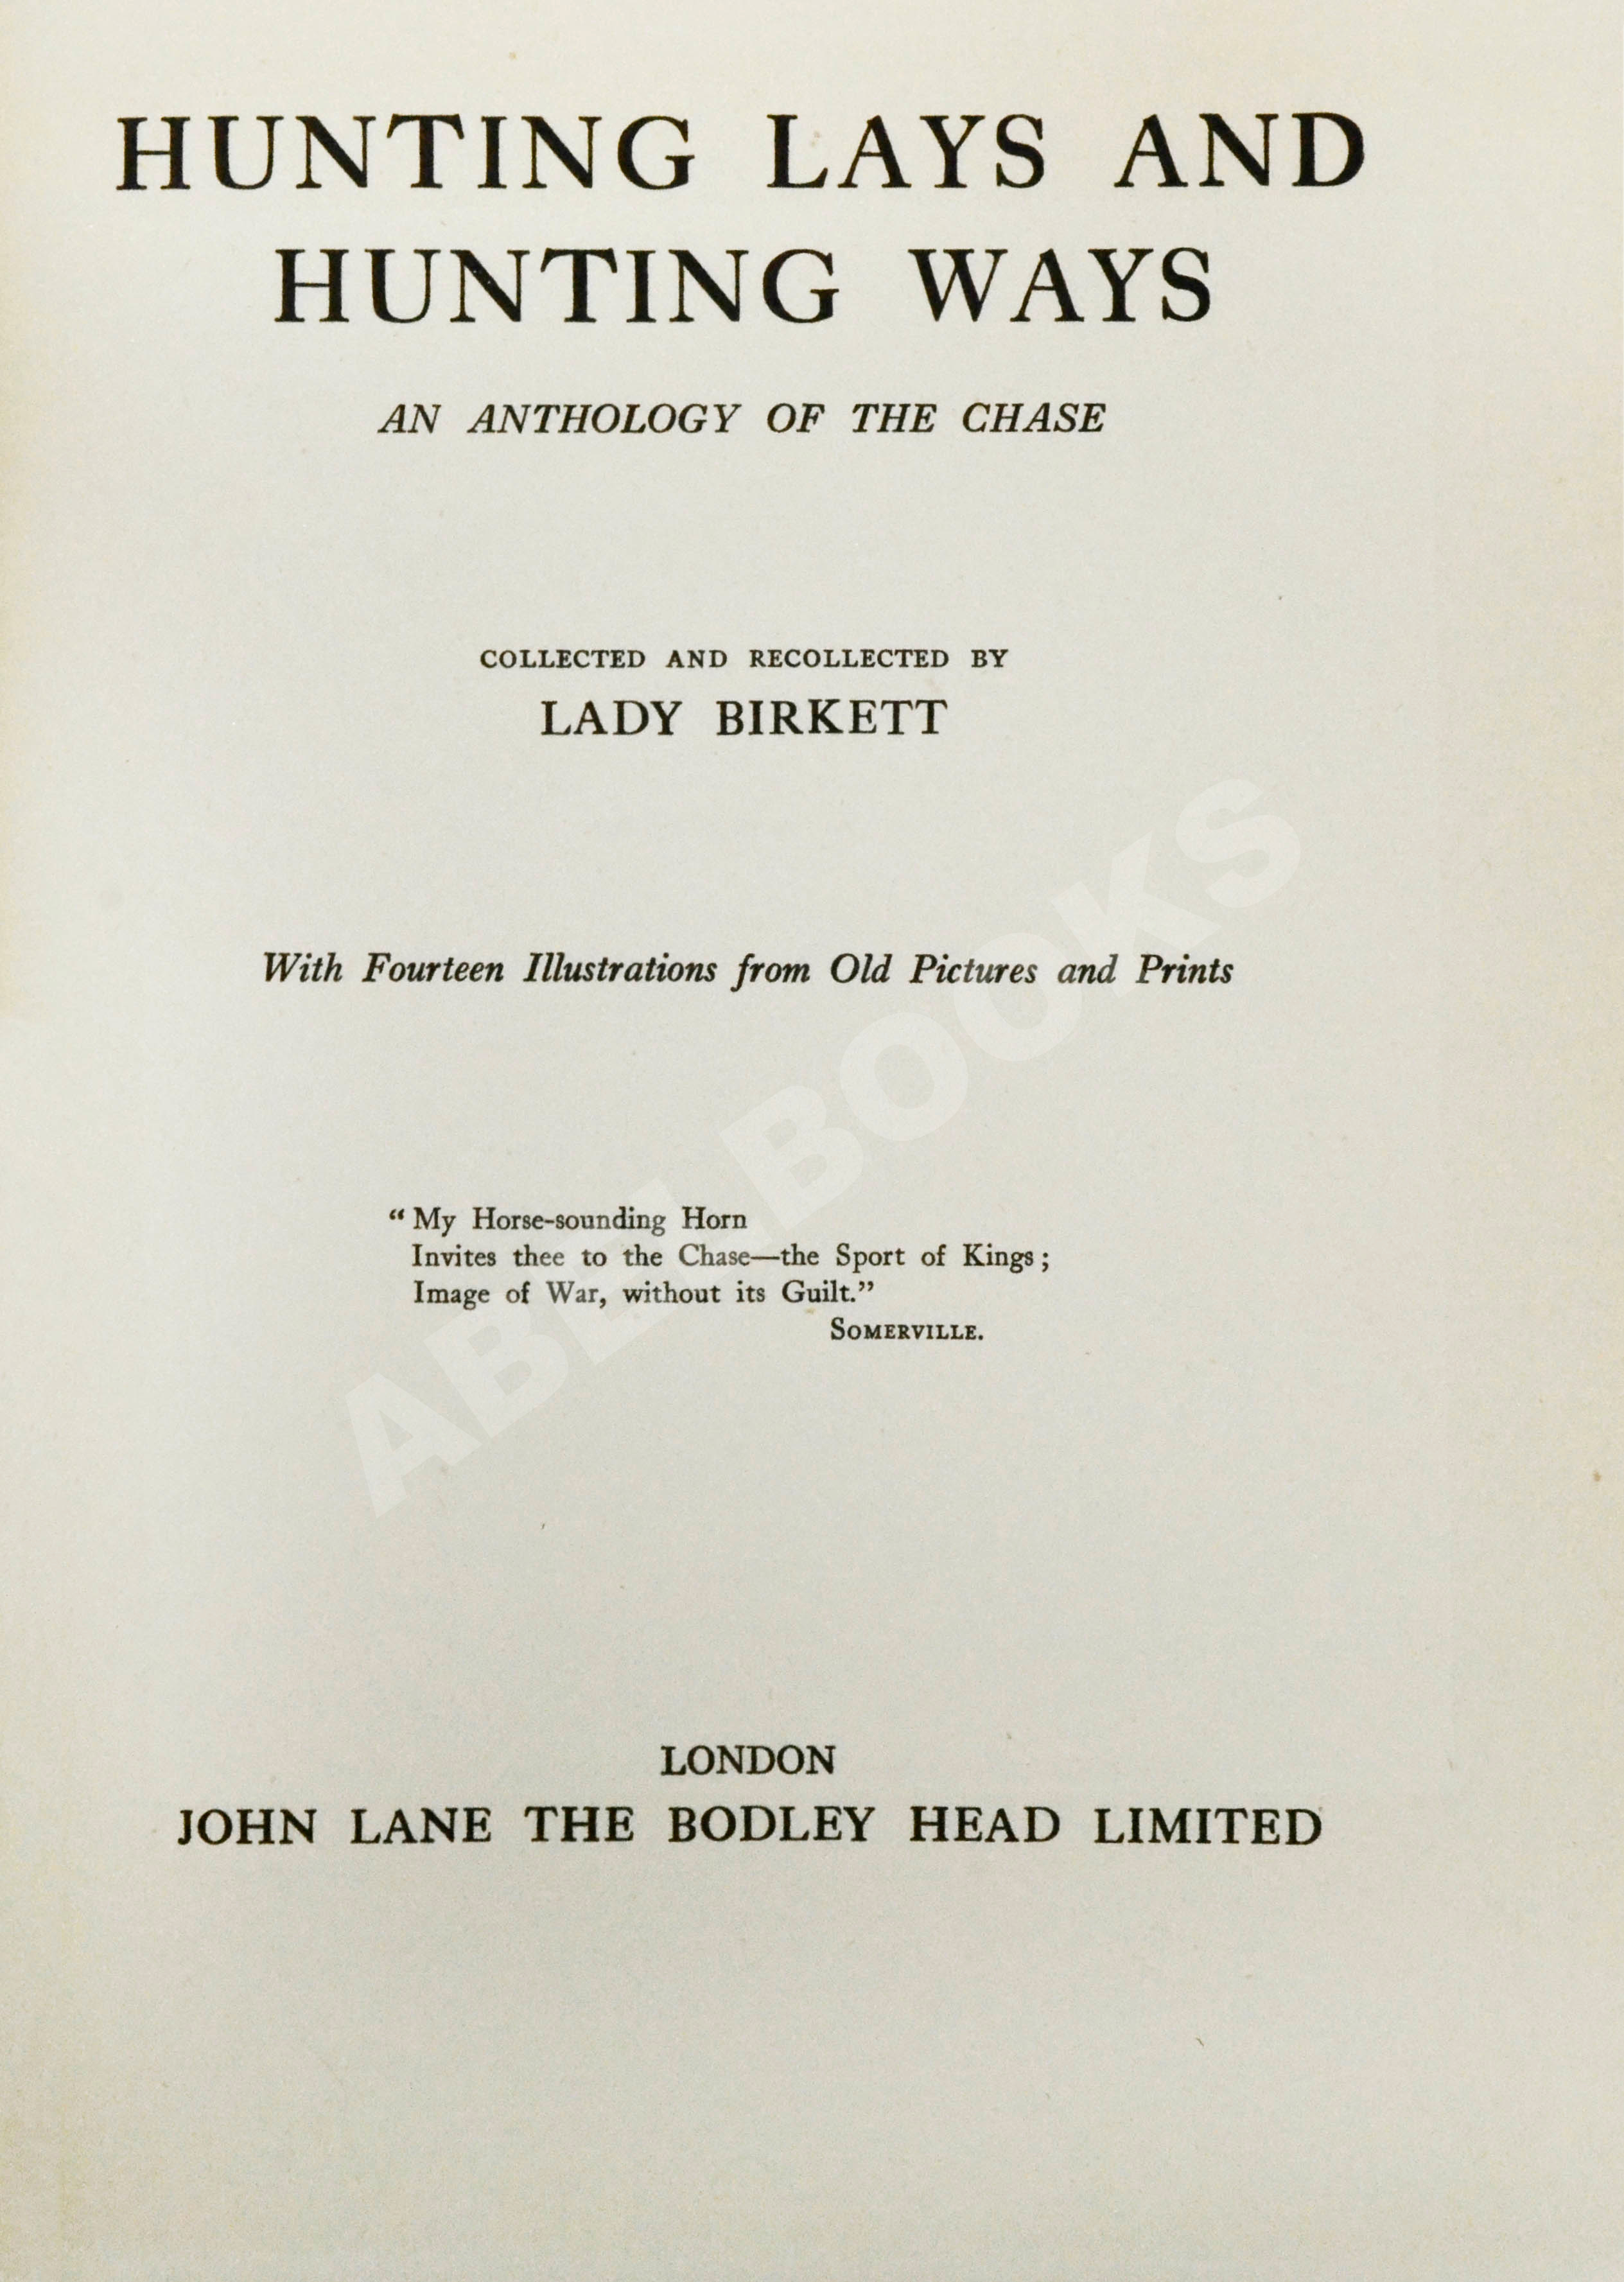 HUNTING LAYS AND
HUNTING WAYS
AN ANTHOLOGY OF THE CHASE
COLLECTED AND RECOLLECTED BY
LADY BIRKETT
With Fourteen Illustrations from Old Pictures and Prints
“My Horse-sounding Horn
Invites thee to the Chase—the Sport of Kings;
Image of War, without its Guilt.”
SOMERVILLE.
LONDON
JOHN LANE THE BODLEY HEAD LIMITED
ABEL BOOKS